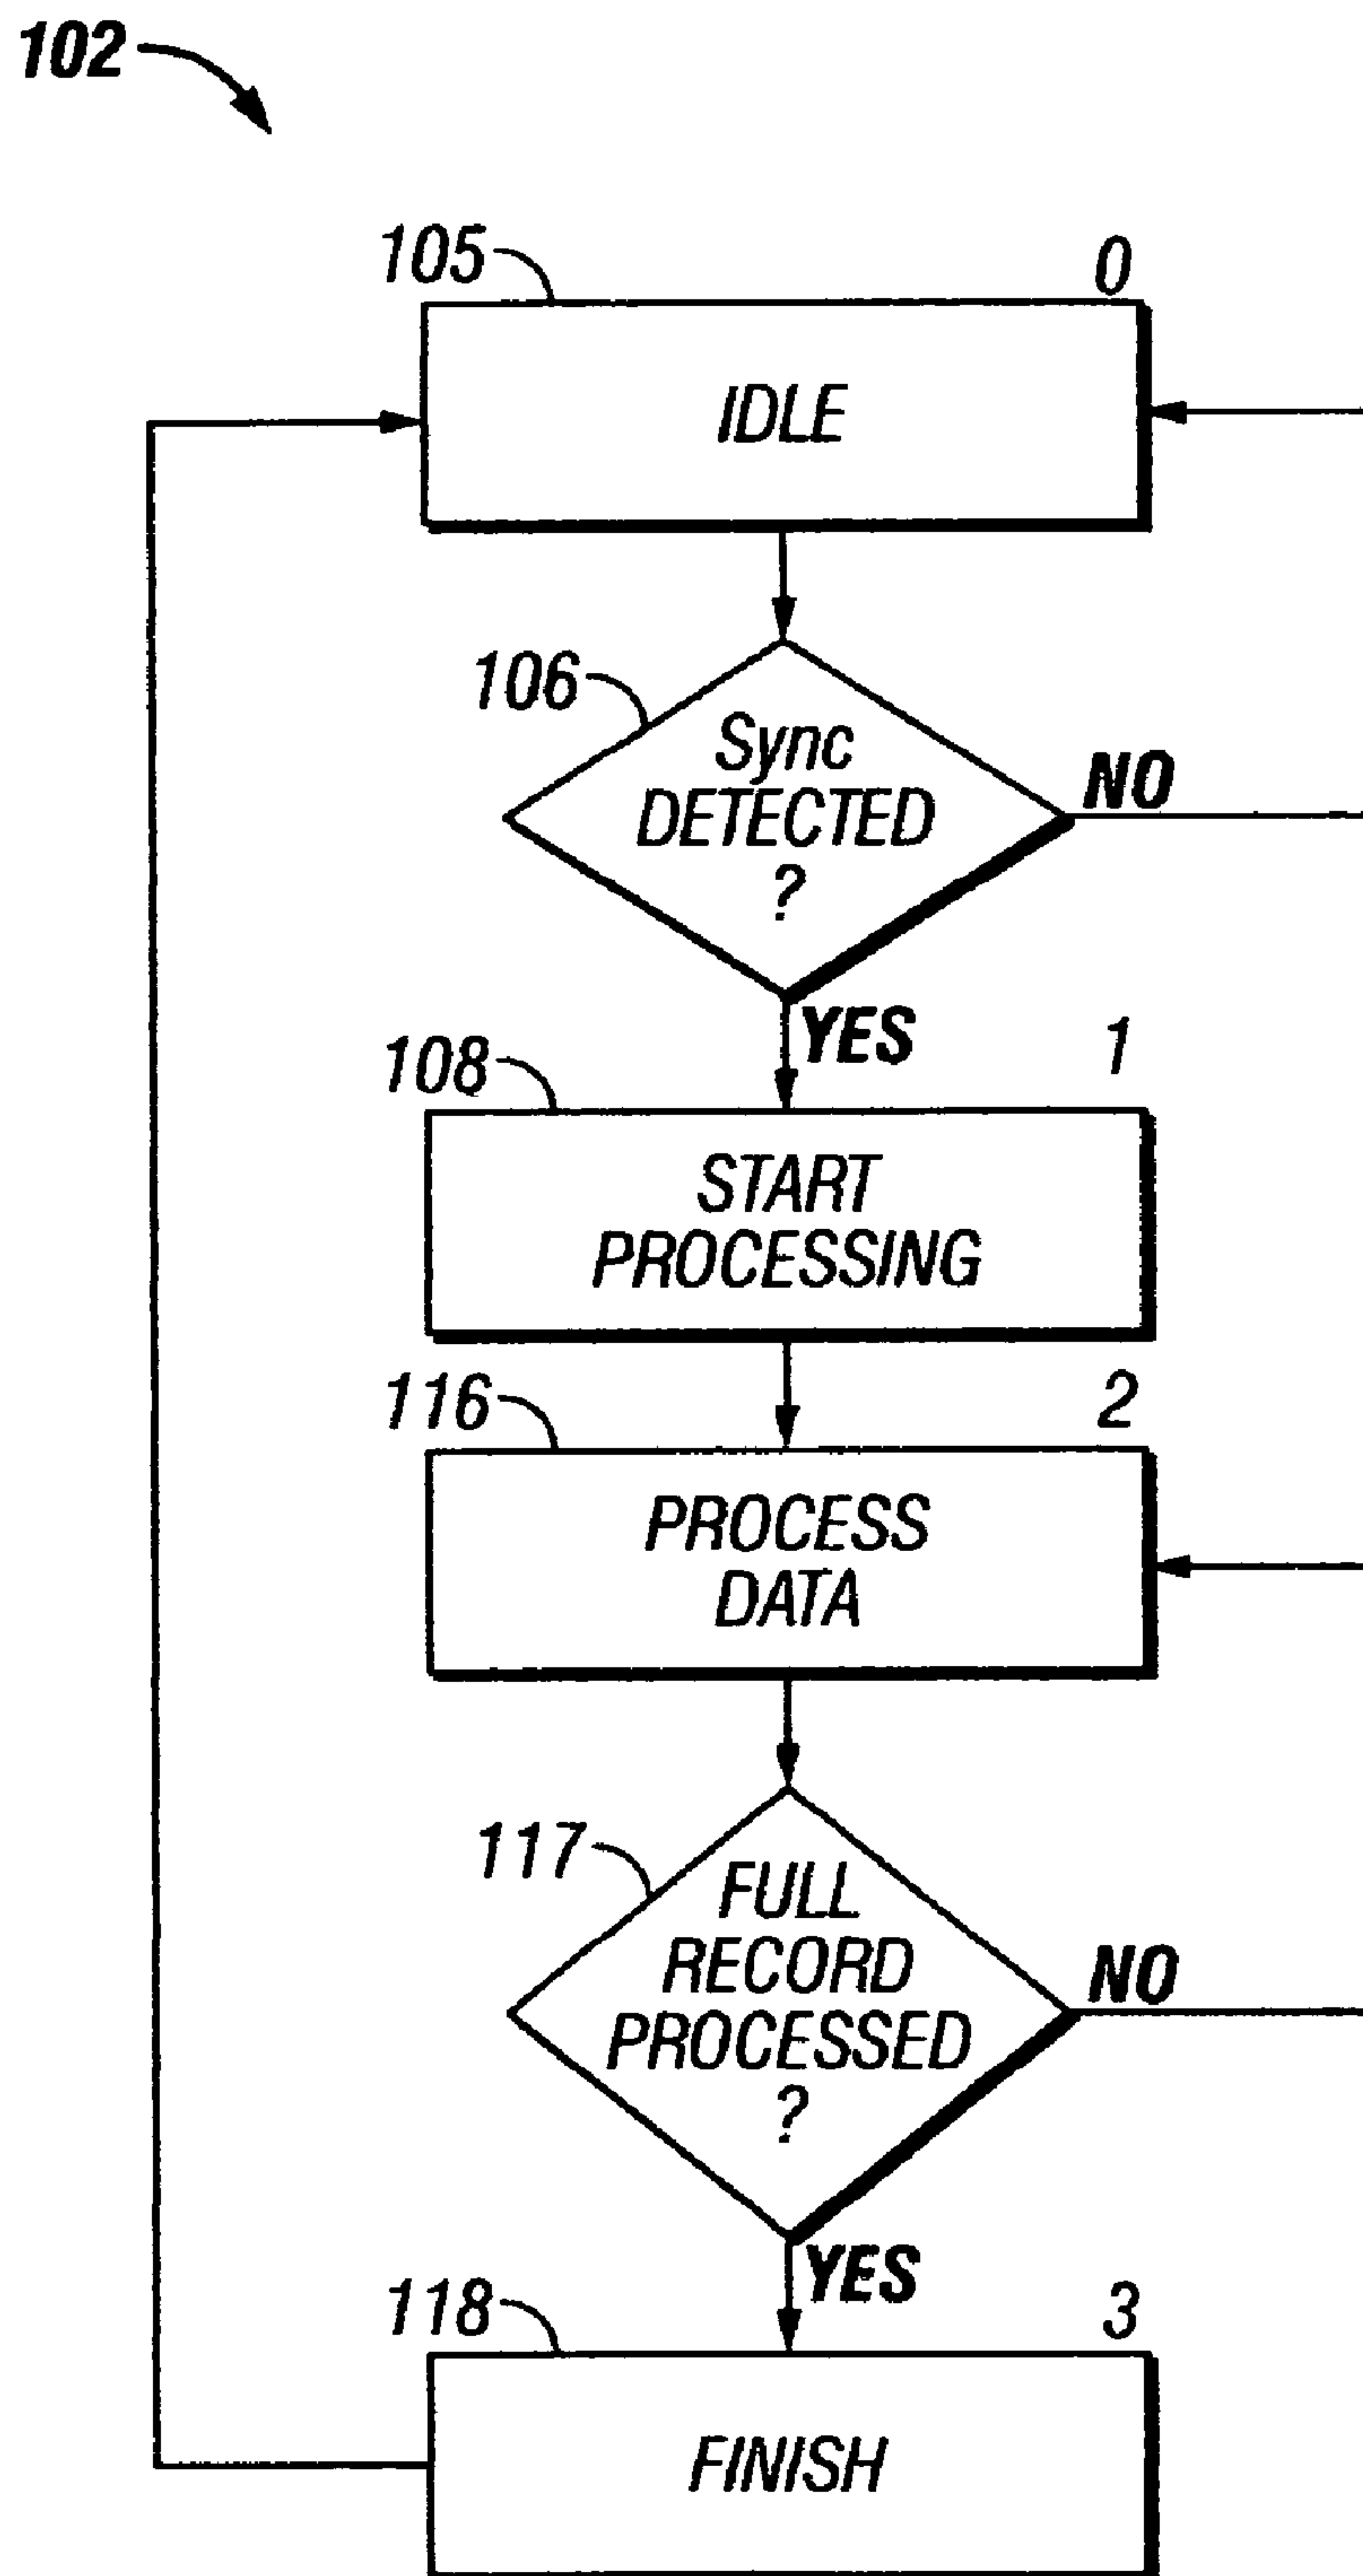 102
105
0
IDLE
106
Sync
DETECTED
?
NO
YES
108
1
START
PROCESSING
116
2
PROCESS
DATA
117
FULL
RECORD
PROCESSED
?
NO
YES
118
3
FINISH